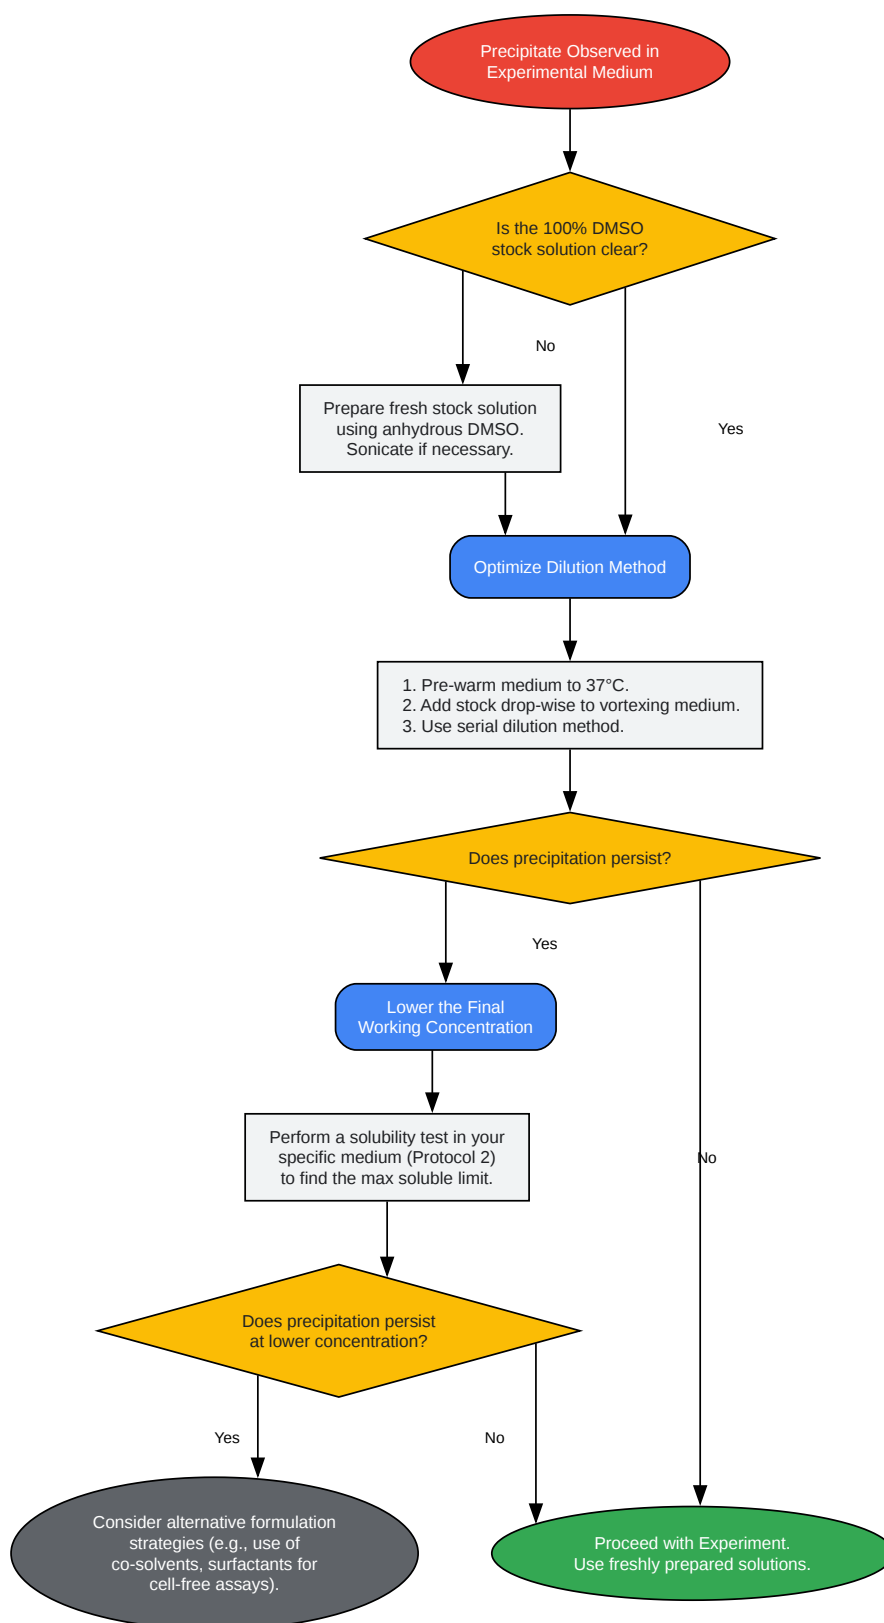 Precipitate Observed in
Experimental Medium
Is the 100% DMSO
stock solution clear?
No
Prepare fresh stock solution
using anhydrous DMSO.
Sonicate if necessary.
Yes
Optimize Dilution Method
1. Pre-warm medium to 37°C.
2. Add stock drop-wise to vortexing medium.
3. Use serial dilution method.
Does precipitation persist?
Yes
Lower the Final
Working Concentration
Perform a solubility test in your
specific medium (Protocol 2)
to find the max soluble limit.
No
Does precipitation persist
at lower concentration?
Yes
No
Consider alternative formulation
strategies (e.g., use of
co-solvents, surfactants for
cell-free assays).
Proceed with Experiment.
Use freshly prepared solutions.